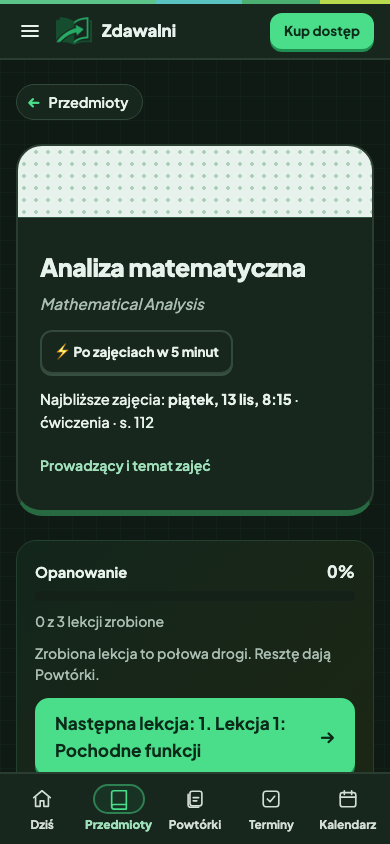 Zdawalni
Kup dostęp
← Przedmioty
Analiza matematyczna
Mathematical Analysis
⚡ Po zajęciach w 5 minut
Najbliższe zajęcia: piątek, 13 lis, 8:15 ·
ćwiczenia · s. 112
Prowadzący i temat zajęć
Opanowanie
0%
0 z 3 lekcji zrobione
Zrobiona lekcja to połowa drogi. Resztę dają
Powtórki.
Następna lekcja: 1. Lekcja 1:
Pochodne funkcji
→
Dziś
Przedmioty
Powtórki
Terminy
Kalendarz